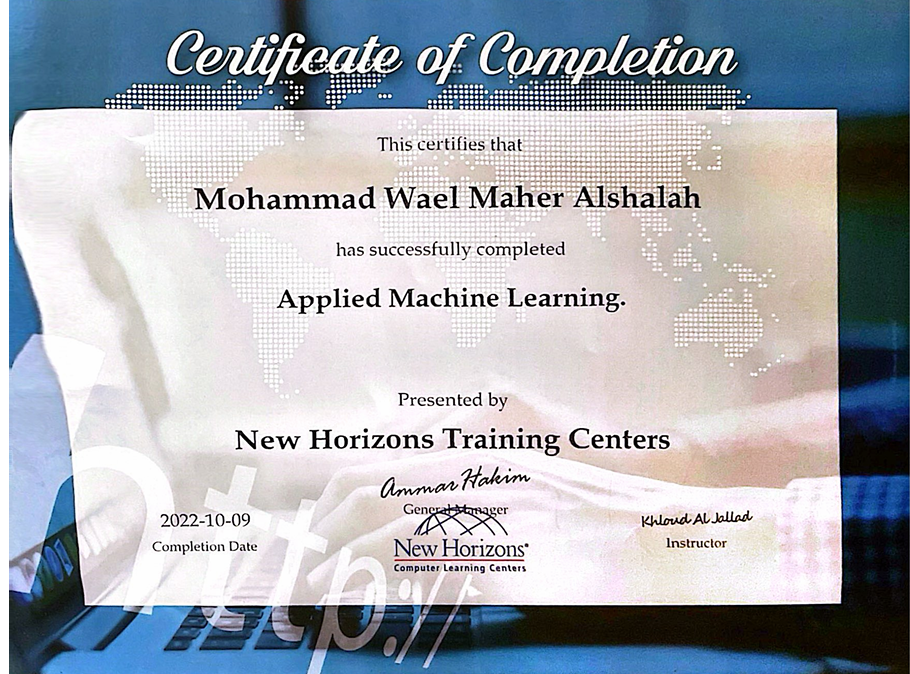 Certificate of Completion
This certifies that
Mohammad Wael Maher Alshalah
has successfully completed
Applied Machine Learning.
Presented by
New Horizons Training Centers
Ammar Hakim
General Manager
2022-10-09
Completion Date
New Horizons
Computer Learning Centers
Khloud Al Jallad
Instructor
http://